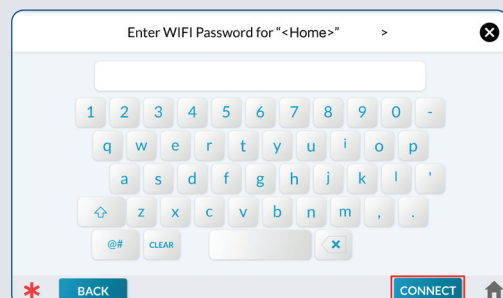 Enter WIFI Password for "<Home>" >
1 2 3 4 5 6 7 8 9 0 -
q w e r t y u i o p
a s d f g h j k l '
z x c v b n m , .
@# CLEAR
BACK CONNECT